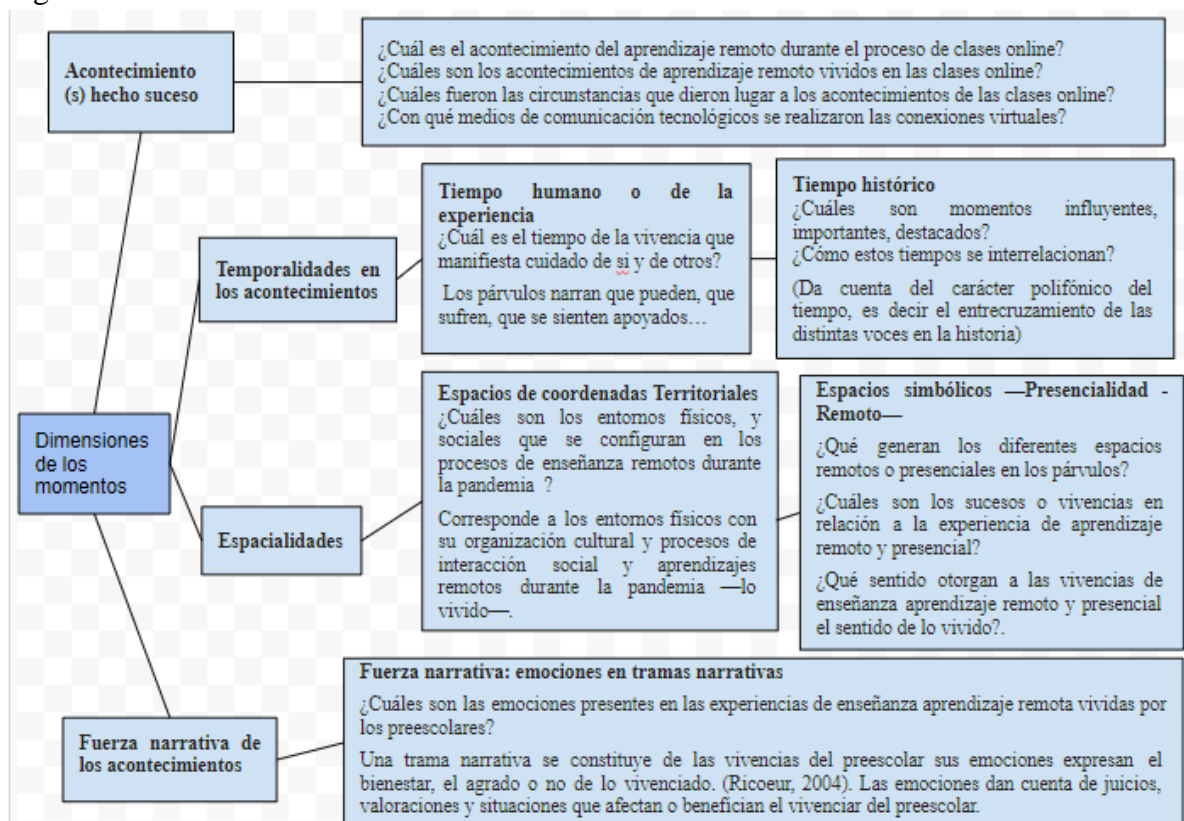 Acontecimiento
(s) hecho suceso
¿Cuál es el acontecimiento del aprendizaje remoto durante el proceso de clases online?
¿Cuáles son los acontecimientos de aprendizaje remoto vividos en las clases online?
¿Cuáles fueron las circunstancias que dieron lugar a los acontecimientos de las clases online?
¿Con qué medios de comunicación tecnológicos se realizaron las conexiones virtuales?
Dimensiones
de los
momentos
Temporalidades en
los acontecimientos
Tiempo humano o de la
experiencia
¿Cuál es el tiempo de la vivencia que
manifiesta cuidado de si y de otros?
Los párvulos narran que pueden, que
sufren, que se sienten apoyados…
Tiempo histórico
¿Cuáles son momentos influyentes,
importantes, destacados?
¿Cómo estos tiempos se interrelacionan?
(Da cuenta del carácter polifónico del
tiempo, es decir el entrecruzamiento de las
distintas voces en la historia)
Espacialidades
Espacios de coordenadas Territoriales
¿Cuáles son los entornos físicos, y
sociales que se configuran en los
procesos de enseñanza remotos durante
la pandemia ?
Corresponde a los entornos físicos con
su organización cultural y procesos de
interacción social y aprendizajes
remotos durante la pandemia —lo
vivido—.
Espacios simbólicos —Presencialidad -
Remoto—
¿Qué generan los diferentes espacios
remotos o presenciales en los párvulos?
¿Cuáles son los sucesos o vivencias en
relación a la experiencia de aprendizaje
remoto y presencial?
¿Qué sentido otorgan a las vivencias de
enseñanza aprendizaje remoto y presencial
el sentido de lo vivido?.
Fuerza narrativa de
los acontecimientos
Fuerza narrativa: emociones en tramas narrativas
¿Cuáles son las emociones presentes en las experiencias de enseñanza aprendizaje remota vividas por
los preescolares?
Una trama narrativa se constituye de las vivencias del preescolar sus emociones expresan el
bienestar, el agrado o no de lo vivenciado. (Ricoeur, 2004). Las emociones dan cuenta de juicios,
valoraciones y situaciones que afectan o benefician el vivenciar del preescolar.